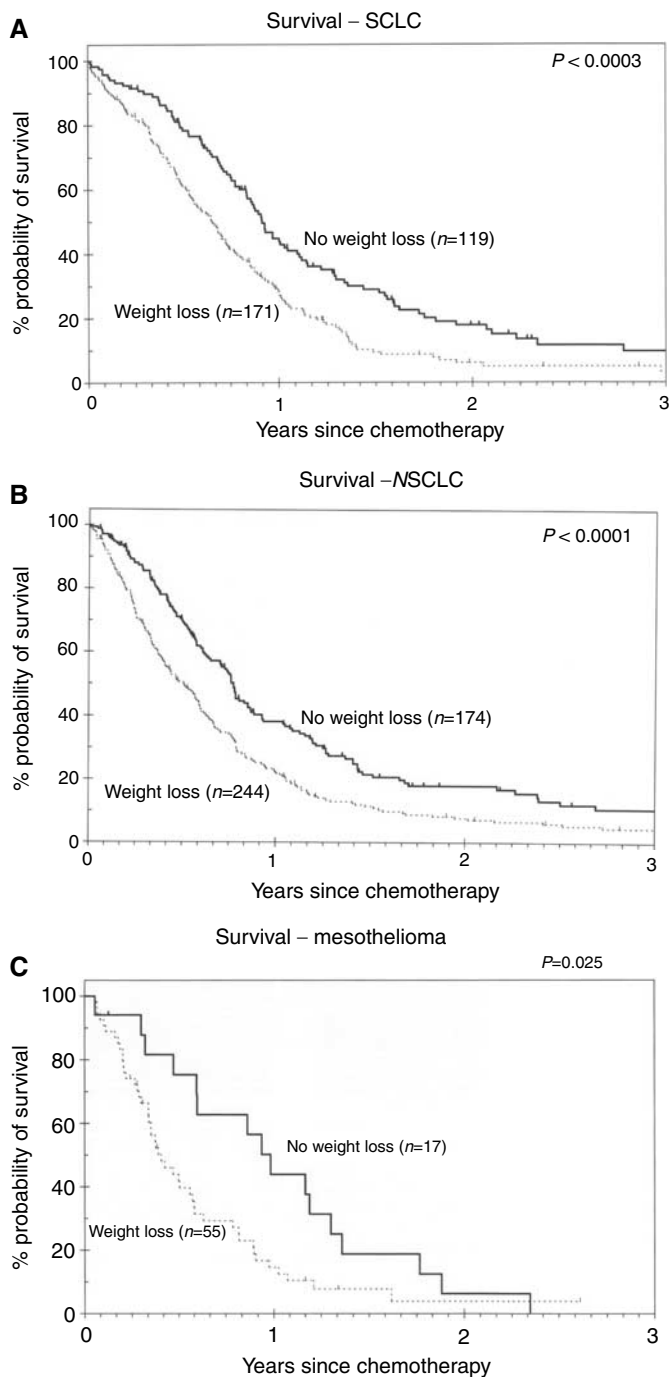 A
Survival – SCLC
P < 0.0003
100
80
60
40
20
0
% probability of survival
No weight loss (n=119)
Weight loss (n=171)
0 1 2 3
Years since chemotherapy
B
Survival –NSCLC
P < 0.0001
100
80
60
40
20
0
% probability of survival
No weight loss (n=174)
Weight loss (n=244)
0 1 2 3
Years since chemotherapy
Survival – mesothelioma
C
P=0.025
100
80
60
40
20
0
% probability of survival
No weight loss (n=17)
Weight loss (n=55)
0 1 2 3
Years since chemotherapy